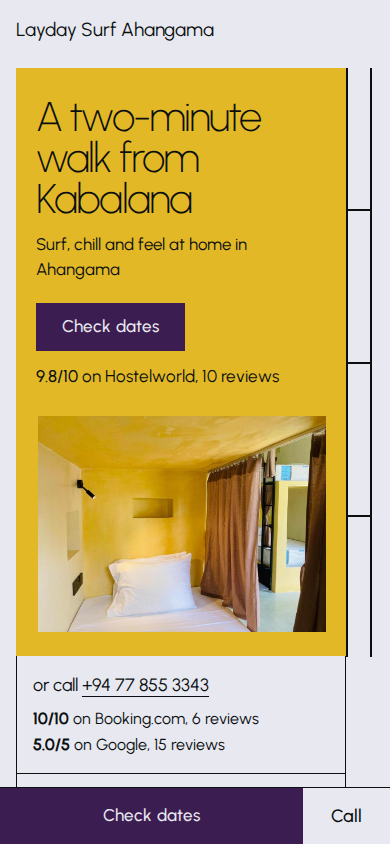 Layday Surf Ahangama
A two-minute
walk from
Kabalana
Surf, chill and feel at home in
Ahangama
Check dates
9.8/10 on Hostelworld, 10 reviews
or call +94 77 855 3343
10/10 on Booking.com, 6 reviews
5.0/5 on Google, 15 reviews
Check dates
Call